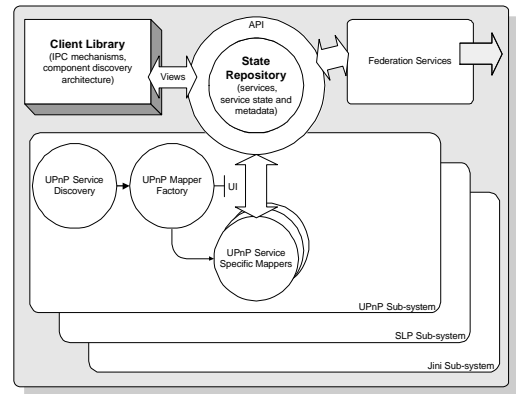 Client Library
(IPC mechanisms,
component discovery
architecture)
Views
API
State
Repository
(services,
service state and
metadata)
Federation Services
UPnP Service
Discovery
UPnP Mapper
Factory
UI
UPnP Service
Specific Mappers
UPnP Sub-system
SLP Sub-system
Jini Sub-system